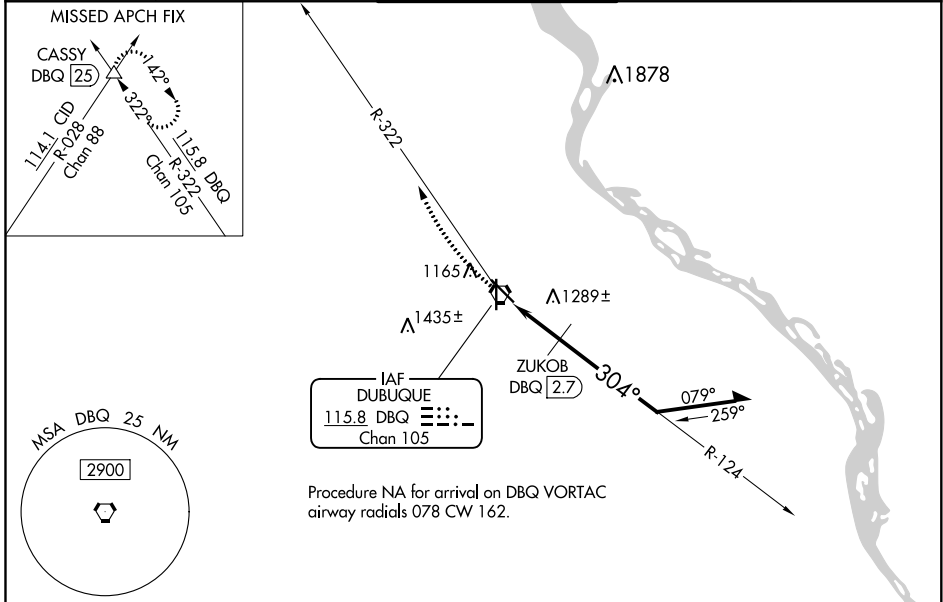 MISSED APCH FIX
CASSY
DBQ 25
142°
322°
114.1 CID
R-028
Chan 88
115.8 DBQ
R-322
Chan 105
R-322
1878
1165
1435±
1289±
ZUKOB
DBQ 2.7
304°
079°
259°
R-124
IAF
DUBUQUE
115.8 DBQ
Chan 105
MSA DBQ 25 NM
2900
Procedure NA for arrival on DBQ VORTAC
airway radials 078 CW 162.